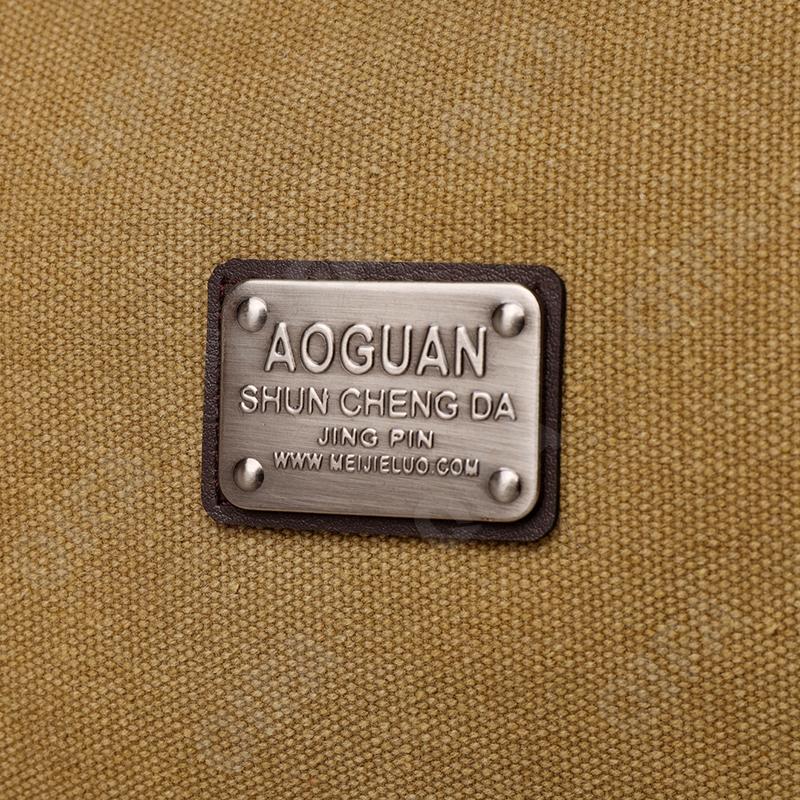 AOGUAN
SHUN CHENG DA
JING PIN
WWW.MEIJIELUO.COM